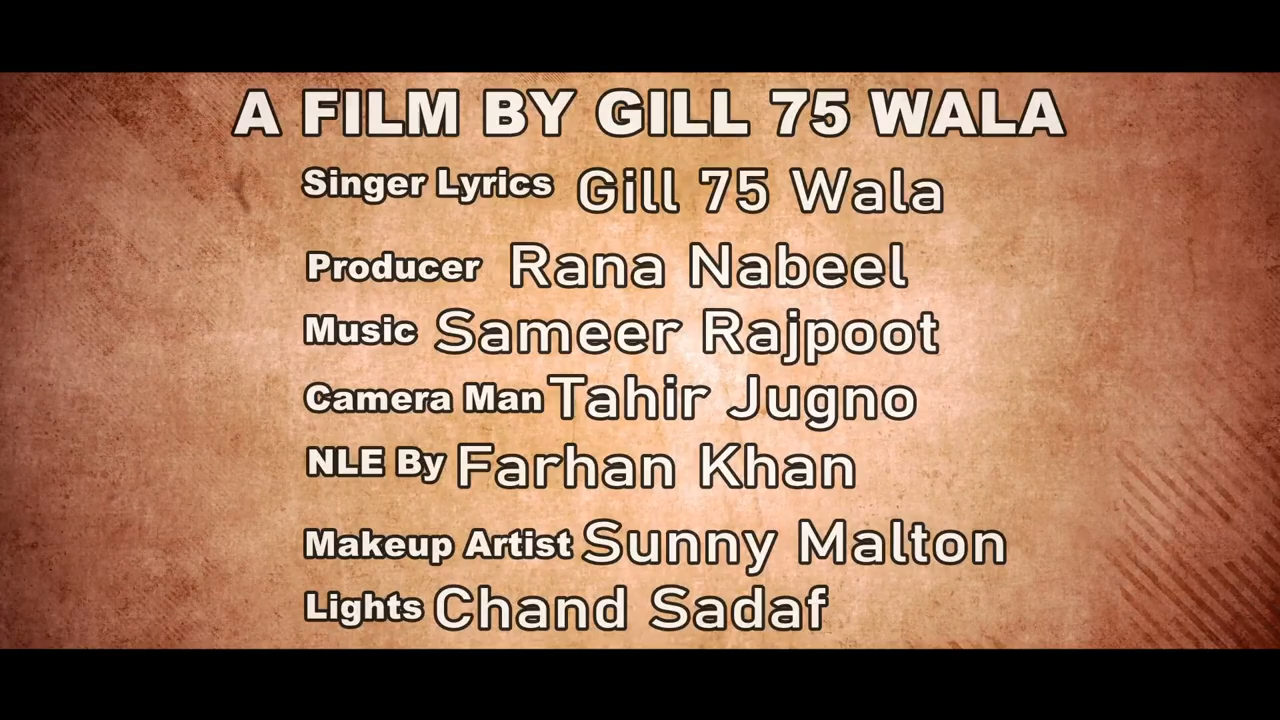 A FILM BY GILL 75 WALA
Singer Lyrics Gill 75 Wala
Producer Rana Nabeel
Music Sameer Rajpoot
Camera Man Tahir Jugno
NLE By Farhan Khan
Makeup Artist Sunny Malton
Lights Chand Sadaf